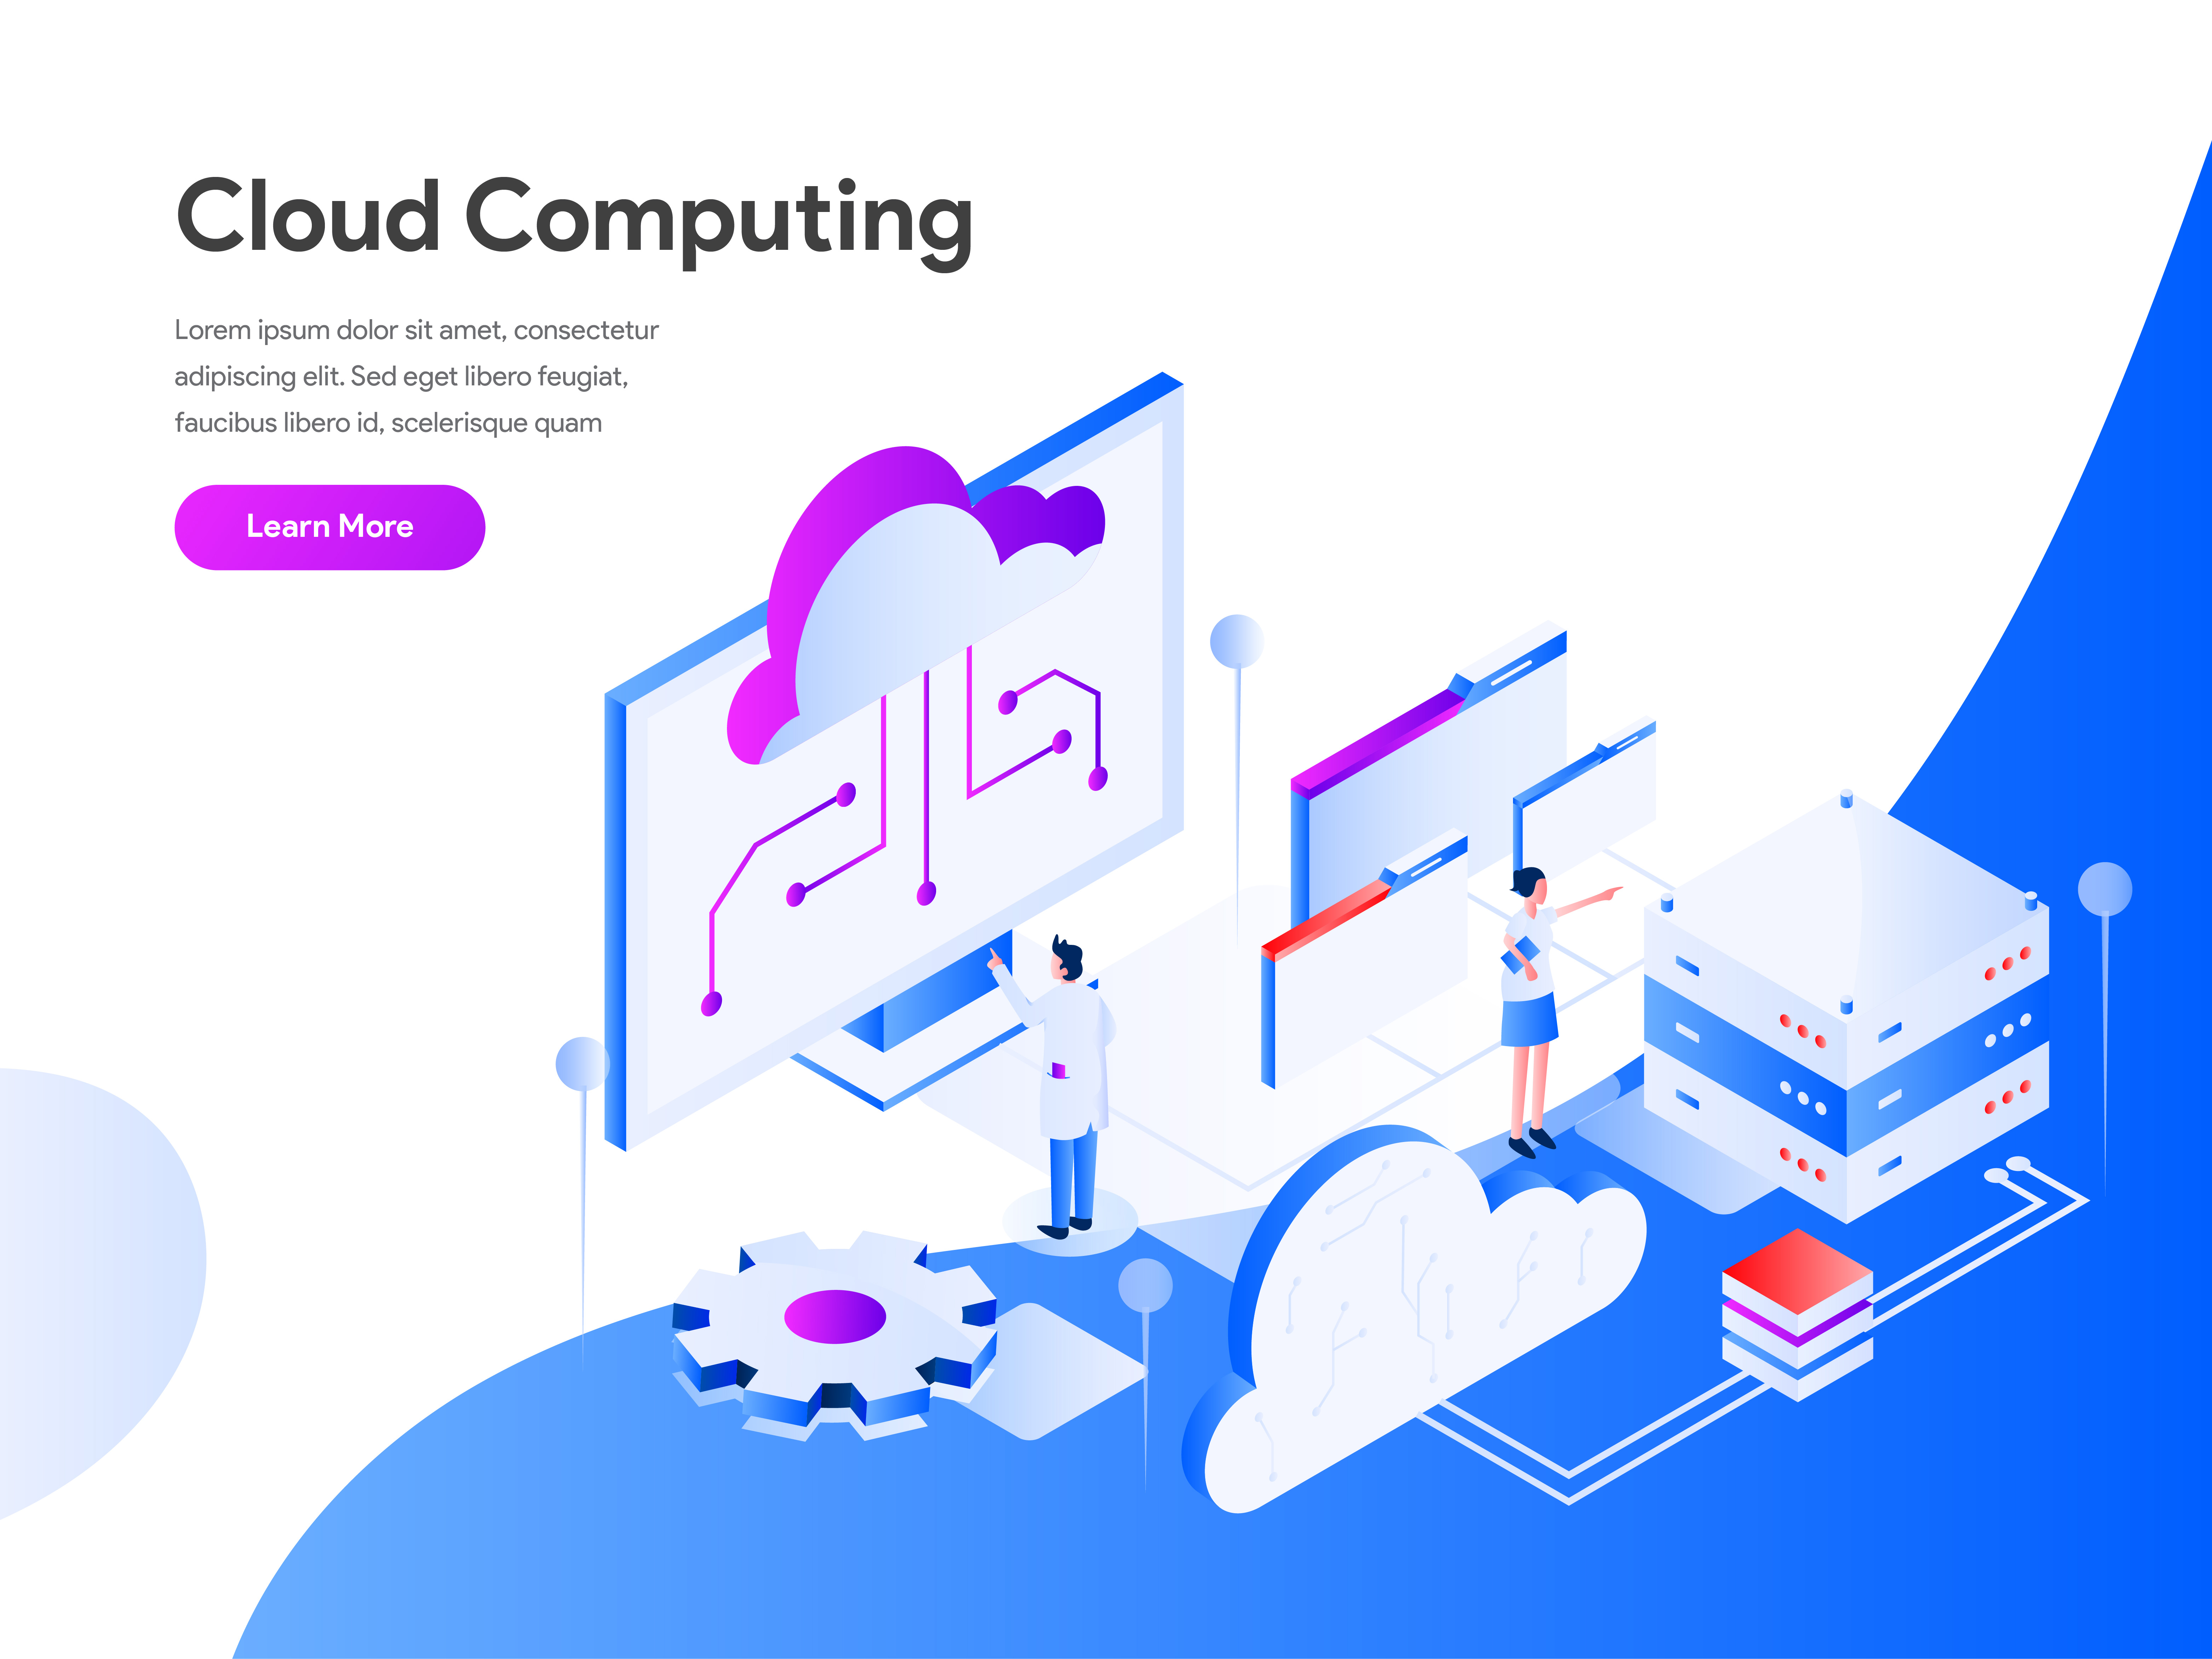 Cloud Computing
Lorem ipsum dolor sit amet, consectetur
adipiscing elit. Sed eget libero feugiat,
faucibus libero id, scelerisque quam
Learn More